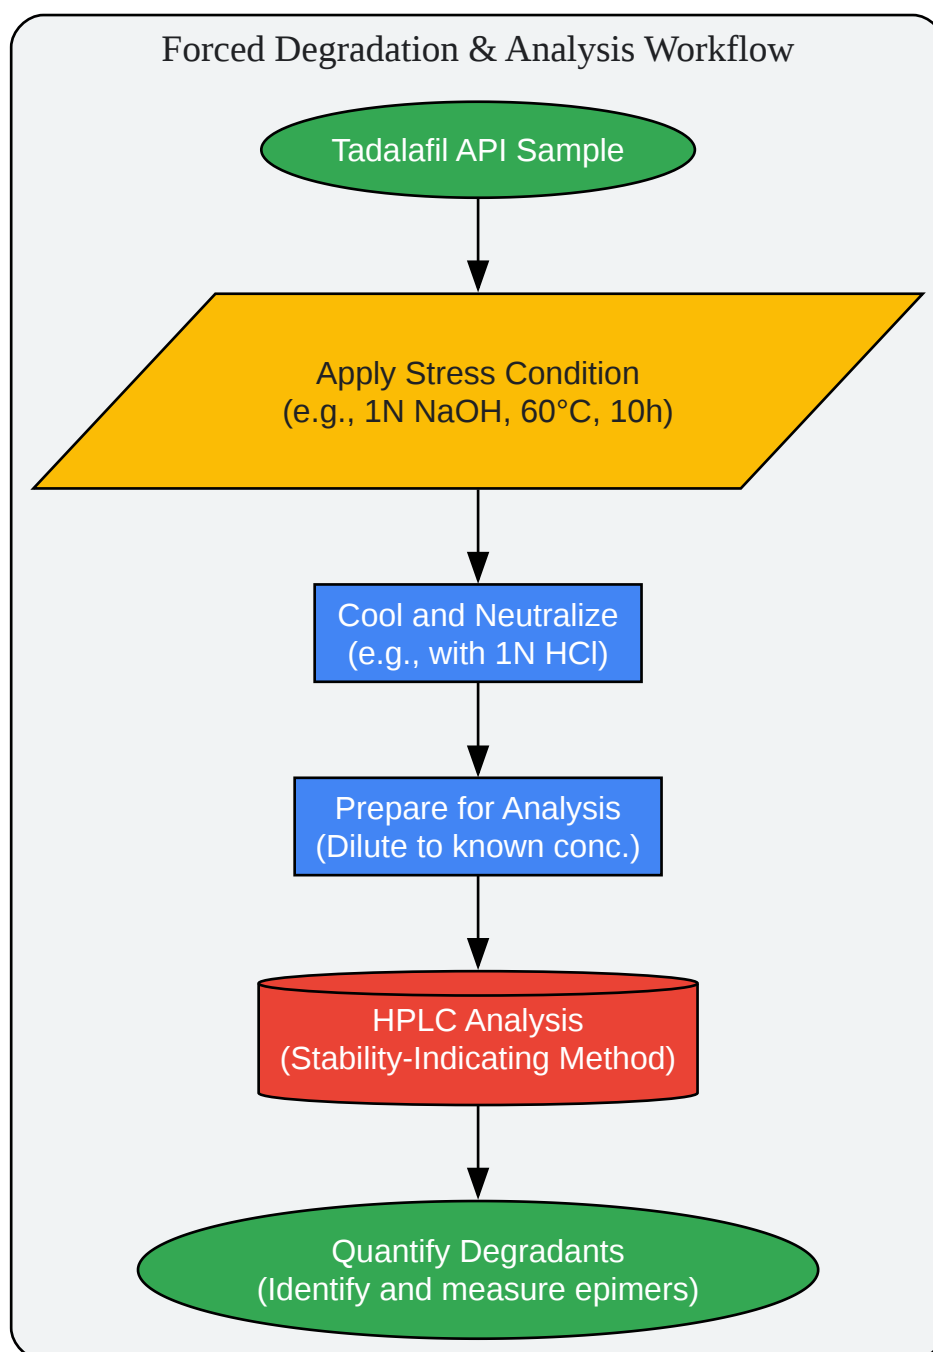 Forced Degradation & Analysis Workflow
Tadalafil API Sample
Apply Stress Condition
(e.g., 1N NaOH, 60°C, 10h)
Cool and Neutralize
(e.g., with 1N HCl)
Prepare for Analysis
(Dilute to known conc.)
HPLC Analysis
(Stability-Indicating Method)
Quantify Degradants
(Identify and measure epimers)